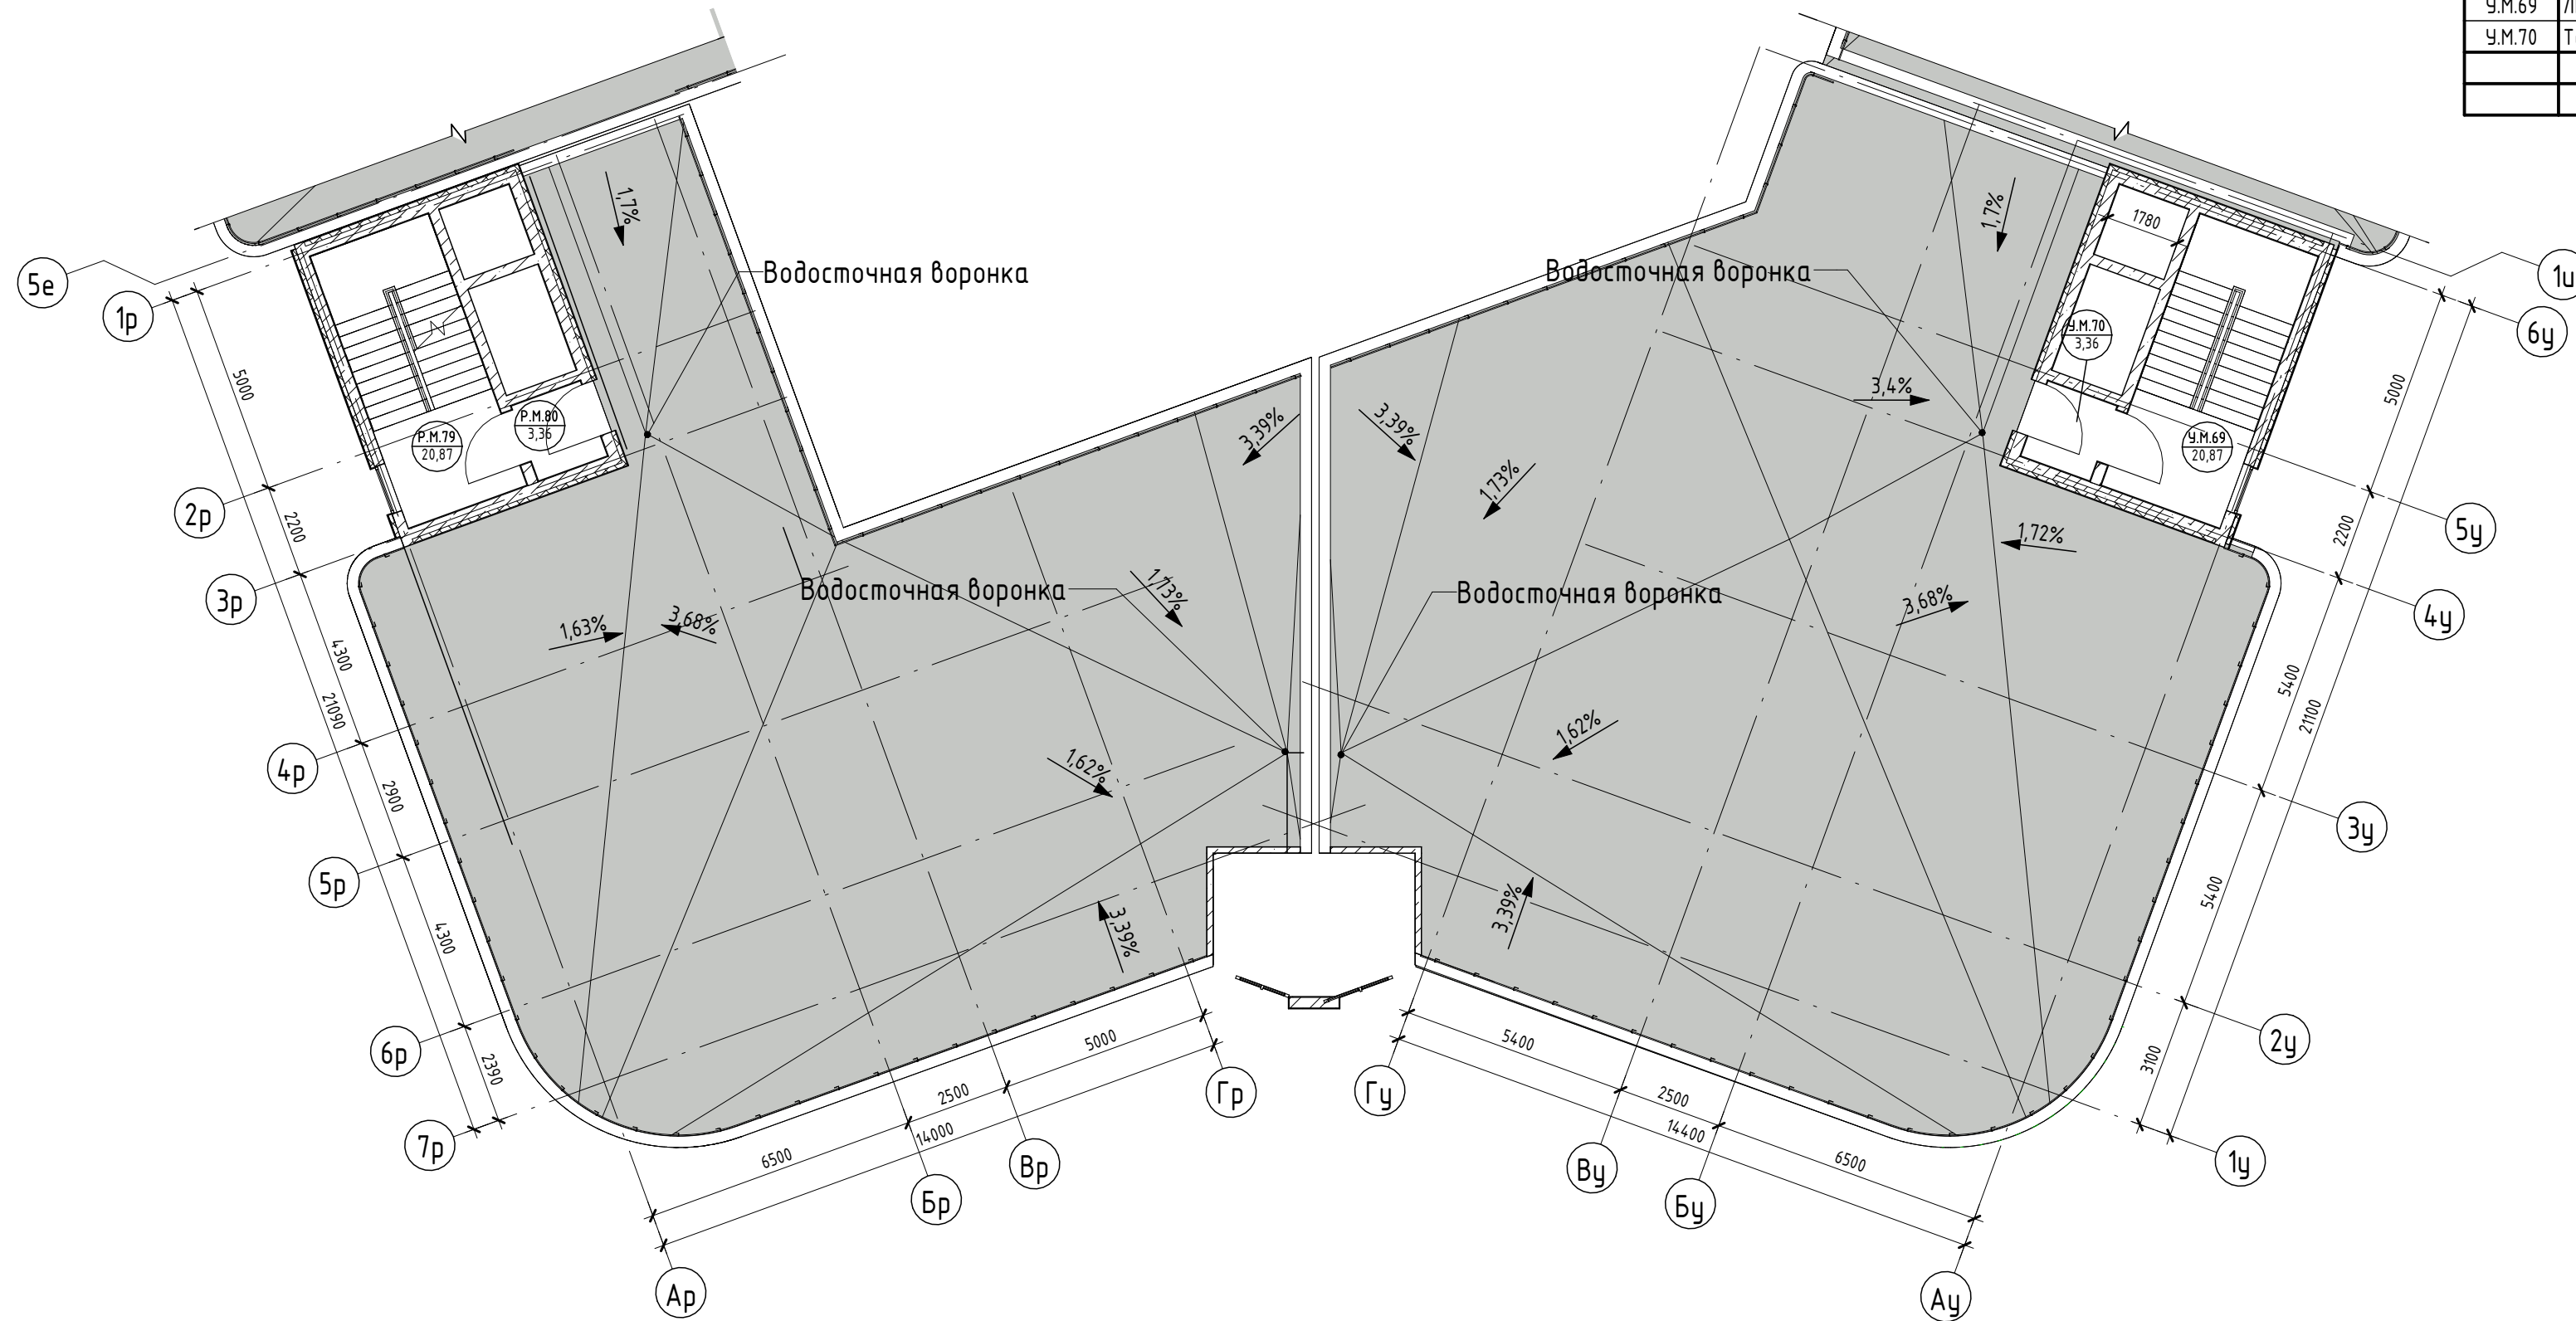 У.М.69
У.М.70
1,7%
1,7%
1780
Водосточная воронка
Водосточная воронка
5е
1р
1и
6у
У.М.70
3,36
5000
5000
3,4%
Р.М.80
3,36
Р.М.79
20,87
У.М.69
20,87
3,39%
3,39%
1,73%
2р
2200
2200
5у
1,72%
3р
Водосточная воронка
1,73%
Водосточная воронка
4у
1,63%
3,68%
3,68%
4300
21090
5400
21100
1,62%
1,62%
4р
2900
3у
5р
4300
3,39%
3,39%
5400
6р
2390
5000
5400
2у
3100
7р
2500
14000
6500
Гр
Гу
2500
14400
6500
1у
Вр
Бр
Ву
Бу
Ар
Ау